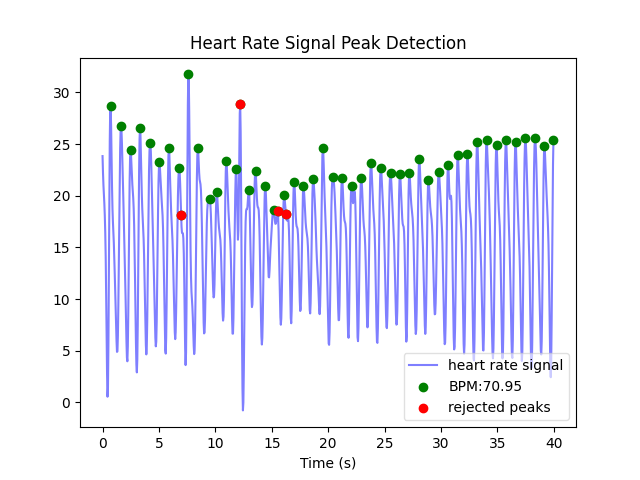 Heart Rate Signal Peak Detection
30
25
20
15
10
5
0
heart rate signal
BPM:70.95
rejected peaks
0 5 10 15 20 25 30 35 40
Time (s)